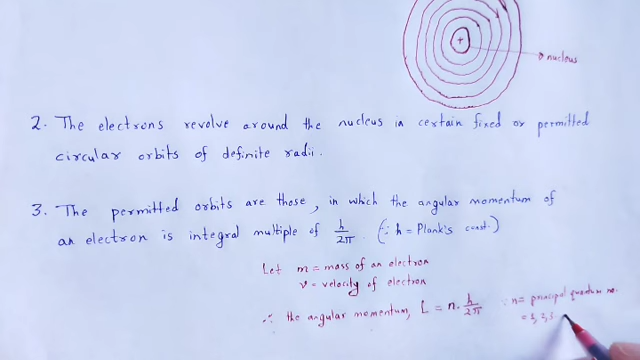 +
nucleus
2. The electrons revolve around the nucleus in certain fixed or permitted
circular orbits of definite radii.
3. The permitted orbits are those, in which the angular momentum of
an electron is integral multiple of h/2π. (∵ h = Plank's const.)
Let m = mass of an electron
v = velocity of electron
∴ the angular momentum, L = n. h/2π ∵ n = principal quantum no.
= 1, 2, 3